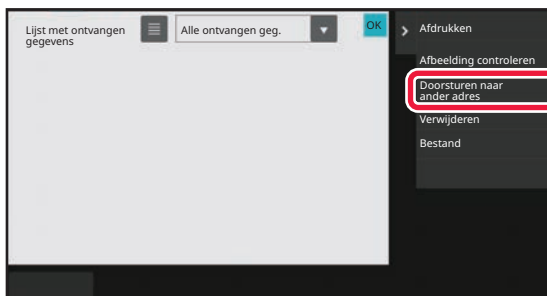 Lijst met ontvangen
gegevens
Alle ontvangen geg.
OK
Afdrukken
Afbeelding controleren
Doorsturen naar
ander adres
Verwijderen
Bestand